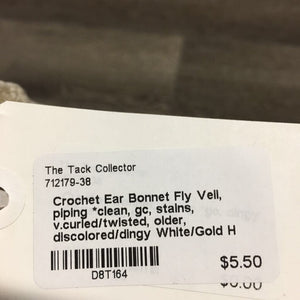 The Tack Collector
712179-38
Crochet Ear Bonnet Fly Veil,
piping *clean, gc, stains,
v.curled/twisted, older,
discolored/dingy White/Gold H
D8T164
$5.50